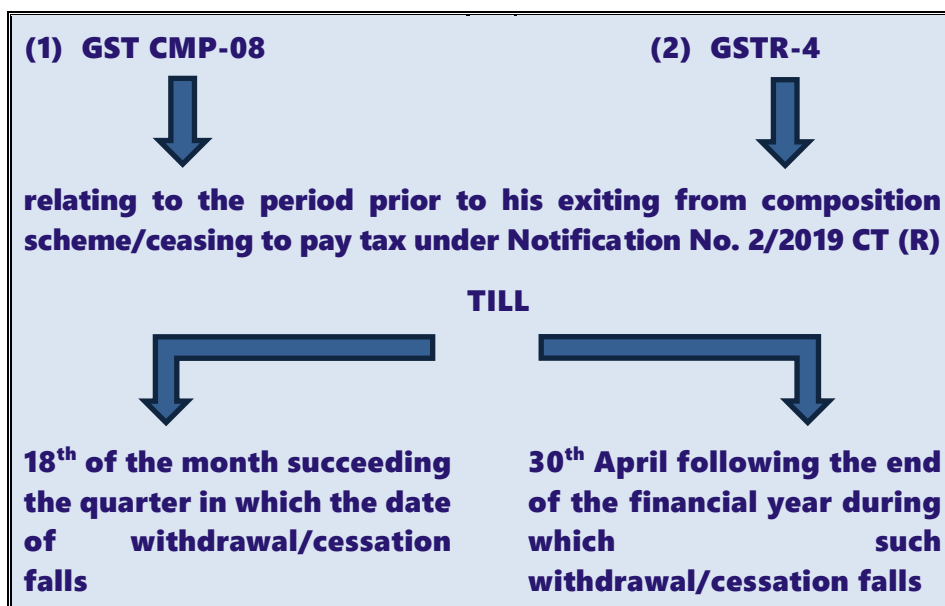 (1) GST CMP-08 (2) GSTR-4
relating to the period prior to his exiting from composition
scheme/ceasing to pay tax under Notification No. 2/2019 CT (R)
TILL
18th of the month succeeding
the quarter in which the date
of withdrawal/cessation
falls
30th April following the end
of the financial year during
which such
withdrawal/cessation falls